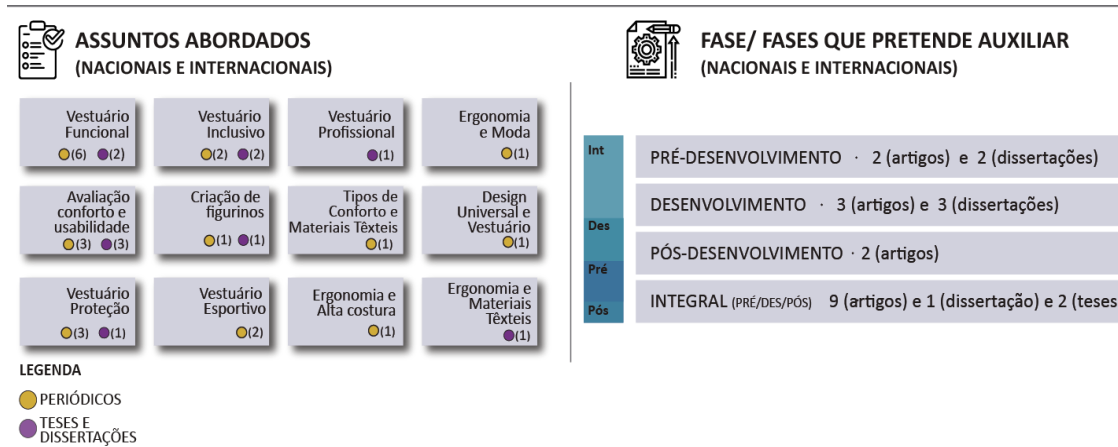 ASSUNTOS ABORDADOS
(NACIONAIS E INTERNACIONAIS)
Vestuário
Funcional
(6) (2)
Vestuário
Inclusivo
(2) (2)
Vestuário
Profissional
(1)
Ergonomia
e Moda
(1)
Avaliação
conforto e
usabilidade
(3) (3)
Criação de
figurinos
(1) (1)
Tipos de
Conforto e
Materiais Têxteis
(1)
Design
Universal e
Vestuário
(1)
Vestuário
Proteção
(3) (1)
Vestuário
Esportivo
(2)
Ergonomia e
Alta costura
(1)
Ergonomia e
Materiais
Têxteis
(1)
LEGENDA
PERIÓDICOS
TESES E
DISSERTAÇÕES
FASE/ FASES QUE PRETENDE AUXILIAR
(NACIONAIS E INTERNACIONAIS)
Int
Des
Pré
Pós
PRÉ-DESENVOLVIMENTO · 2 (artigos) e 2 (dissertações)
DESENVOLVIMENTO · 3 (artigos) e 3 (dissertações)
PÓS-DESENVOLVIMENTO · 2 (artigos)
INTEGRAL (PRÉ/DES/PÓS) 9 (artigos) e 1 (dissertação) e 2 (teses